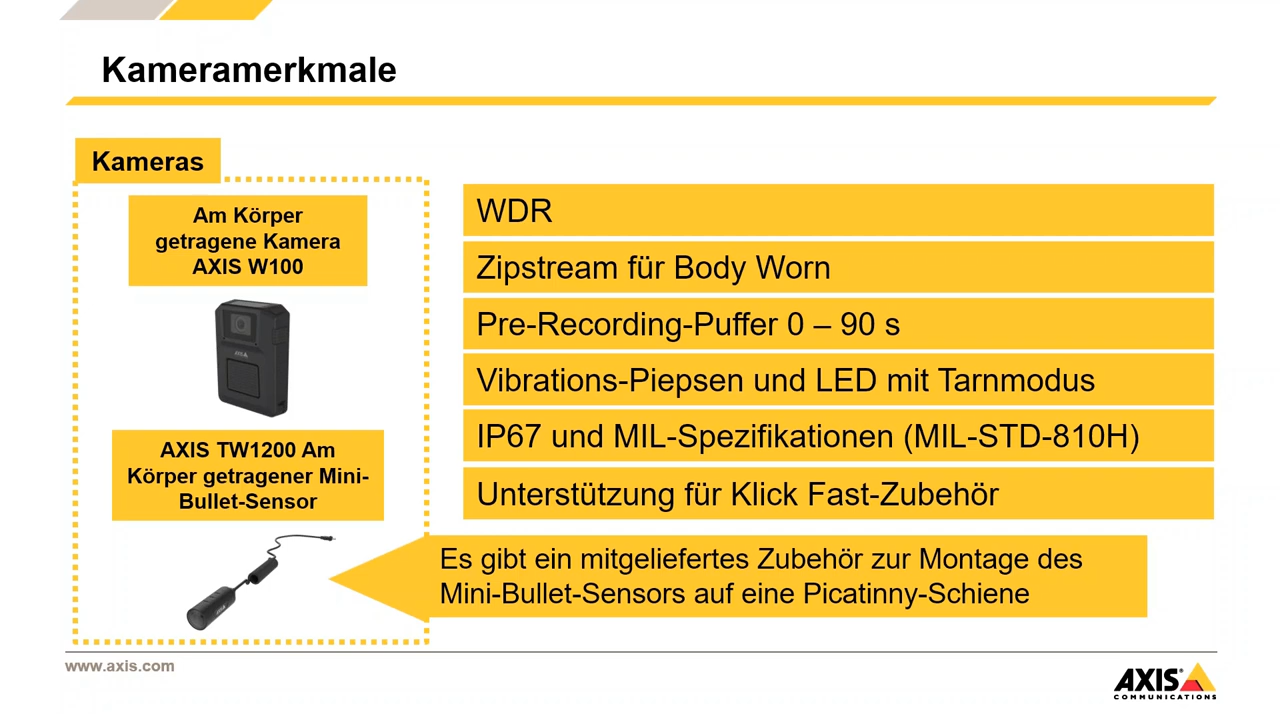 Kameramerkmale
Kameras
Am Körper
getragene Kamera
AXIS W100
AXIS TW1200 Am
Körper getragener Mini-
Bullet-Sensor
WDR
Zipstream für Body Worn
Pre-Recording-Puffer 0 – 90 s
Vibrations-Piepsen und LED mit Tarnmodus
IP67 und MIL-Spezifikationen (MIL-STD-810H)
Unterstützung für Klick Fast-Zubehör
Es gibt ein mitgeliefertes Zubehör zur Montage des
Mini-Bullet-Sensors auf eine Picatinny-Schiene
www.axis.com
AXIS
COMMUNICATIONS